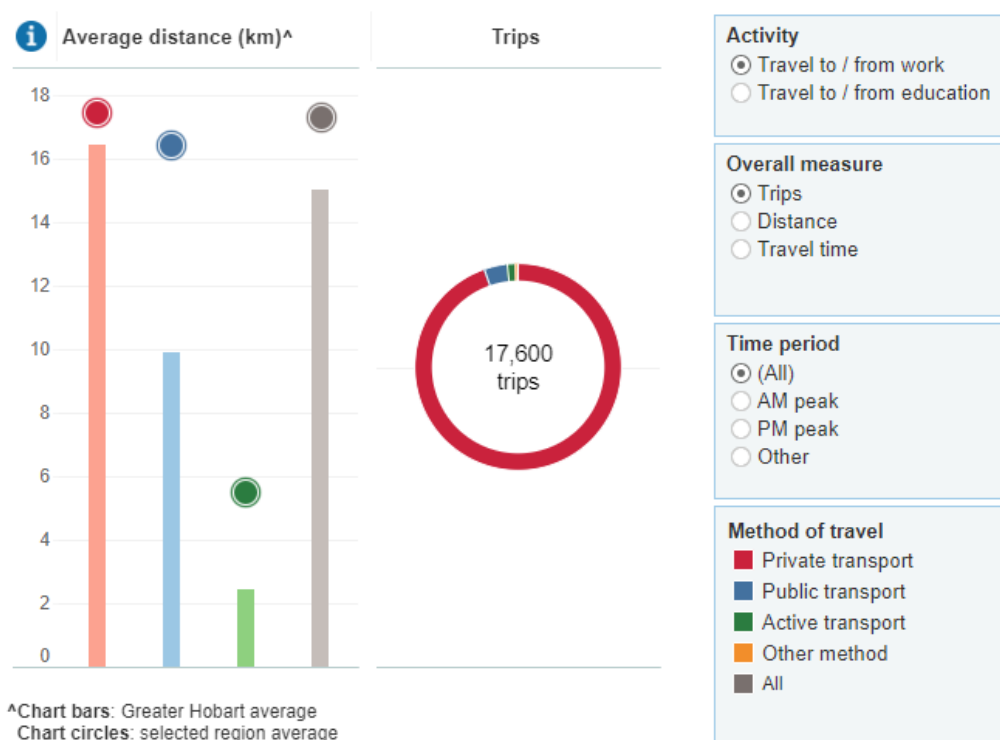 i
Average distance (km)^
18
16
14
12
10
8
6
4
2
0
^Chart bars: Greater Hobart average
Chart circles: selected region average
Trips
17,600
trips
Activity
Travel to / from work
Travel to / from education
Overall measure
Trips
Distance
Travel time
Time period
(All)
AM peak
PM peak
Other
Method of travel
Private transport
Public transport
Active transport
Other method
All